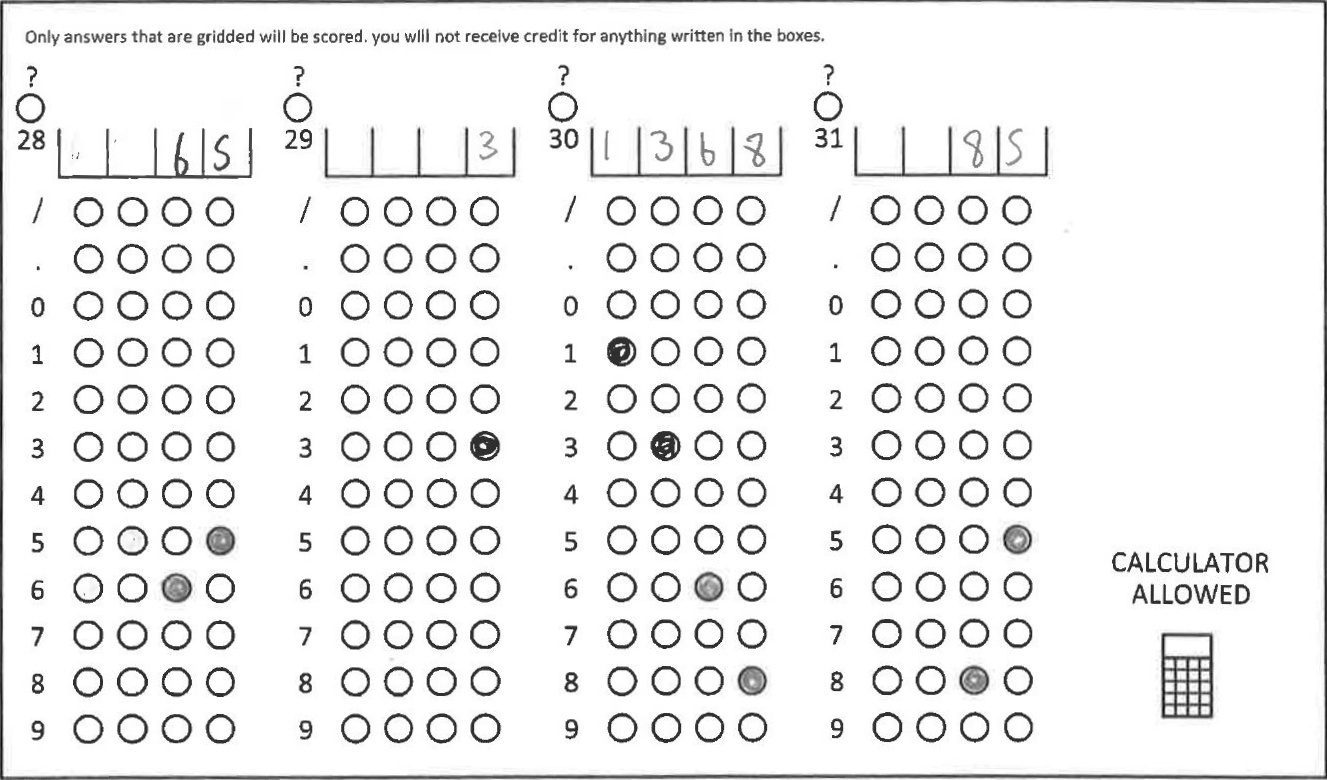 Only answers that are gridded will be scored. you will not receive credit for anything written in the boxes.
? ? ? ?
28 6 5 29 3 30 1 3 6 8 31 8 5
/ / / /
. . . .
0 0 0 0
1 1 1 1
2 2 2 2
3 3 3 3
4 4 4 4
5 5 5 5
6 6 6 6
7 7 7 7
8 8 8 8
9 9 9 9
CALCULATOR
ALLOWED